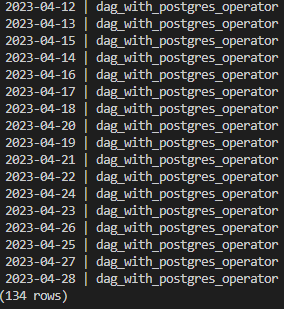 2023-04-12 | dag_with_postgres_operator
2023-04-13 | dag_with_postgres_operator
2023-04-15 | dag_with_postgres_operator
2023-04-14 | dag_with_postgres_operator
2023-04-16 | dag_with_postgres_operator
2023-04-17 | dag_with_postgres_operator
2023-04-18 | dag_with_postgres_operator
2023-04-20 | dag_with_postgres_operator
2023-04-19 | dag_with_postgres_operator
2023-04-21 | dag_with_postgres_operator
2023-04-22 | dag_with_postgres_operator
2023-04-24 | dag_with_postgres_operator
2023-04-23 | dag_with_postgres_operator
2023-04-26 | dag_with_postgres_operator
2023-04-25 | dag_with_postgres_operator
2023-04-27 | dag_with_postgres_operator
2023-04-28 | dag_with_postgres_operator
(134 rows)